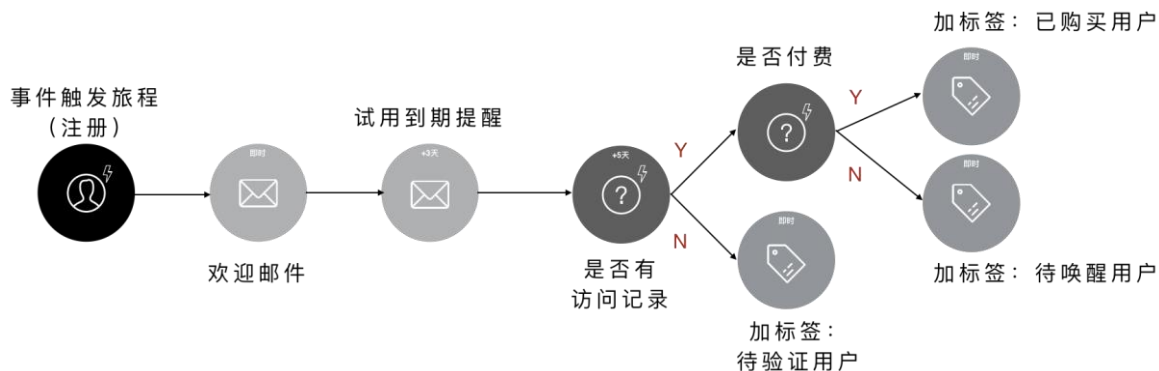 事件触发旅程
（注册）
即时
欢迎邮件
试用到期提醒
+3天
+5天
?
是否有
访问记录
Y
N
是否付费
?
即时
加标签：
待验证用户
Y
N
加标签：已购买用户
即时
即时
加标签：待唤醒用户